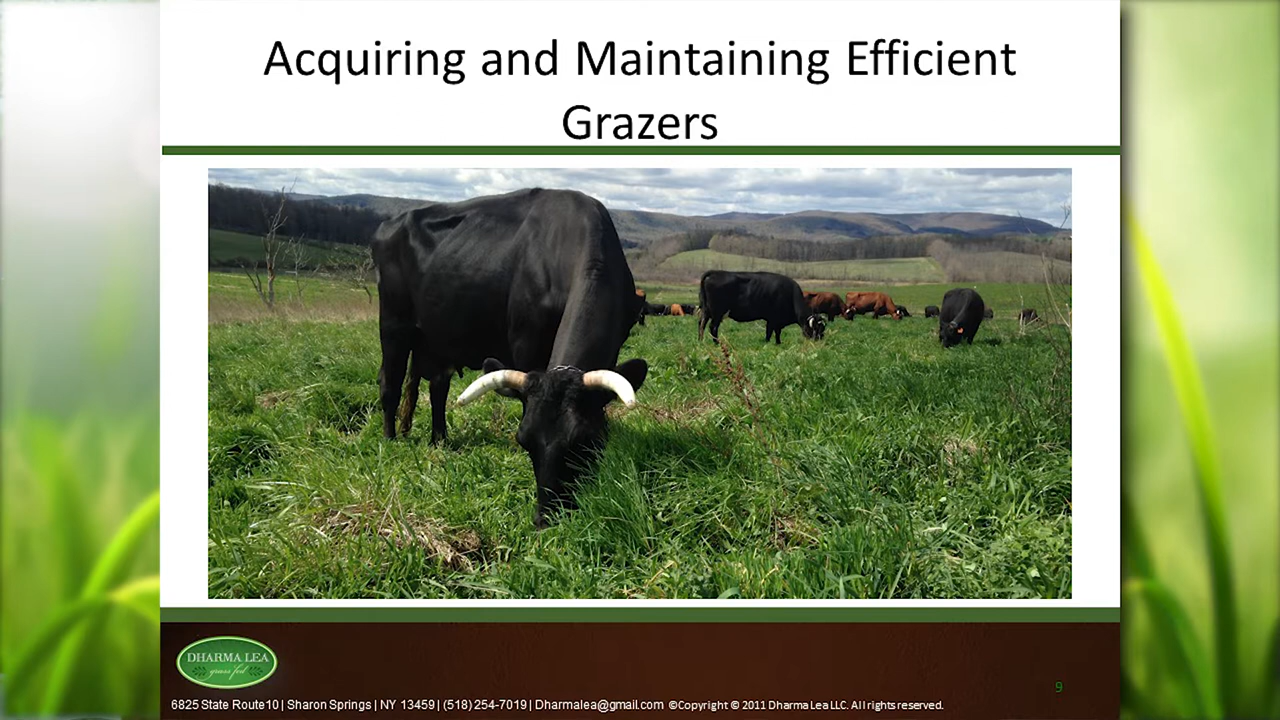 Acquiring and Maintaining Efficient
Grazers
DHARMA LEA
grass fed
9
6825 State Route10 | Sharon Springs | NY 13459 | (518) 254-7019 | Dharmalea@gmail.com ©Copyright © 2011 Dharma Lea LLC. All rights reserved.